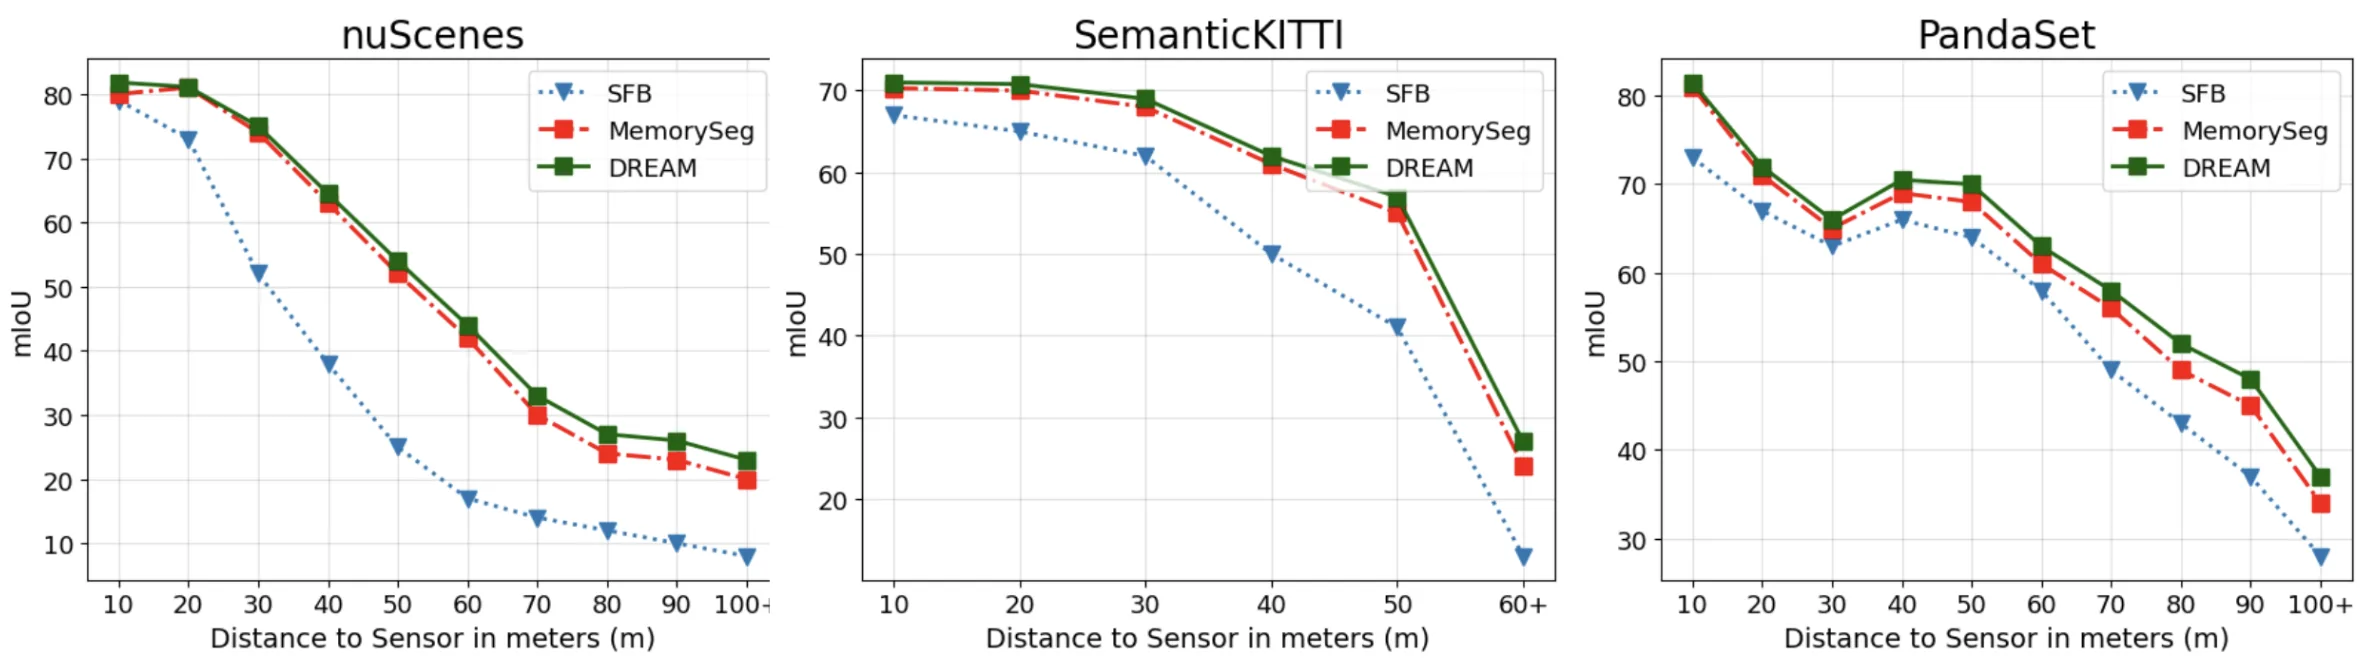 nuScenes
SFB
MemorySeg
DREAM
80
70
60
50
40
30
20
10
mIoU
10 20 30 40 50 60 70 80 90 100+
Distance to Sensor in meters (m)
SemanticKITTI
SFB
MemorySeg
DREAM
70
60
50
40
30
20
mIoU
10 20 30 40 50 60+
Distance to Sensor in meters (m)
PandaSet
SFB
MemorySeg
DREAM
80
70
60
50
40
30
mIoU
10 20 30 40 50 60 70 80 90 100+
Distance to Sensor in meters (m)